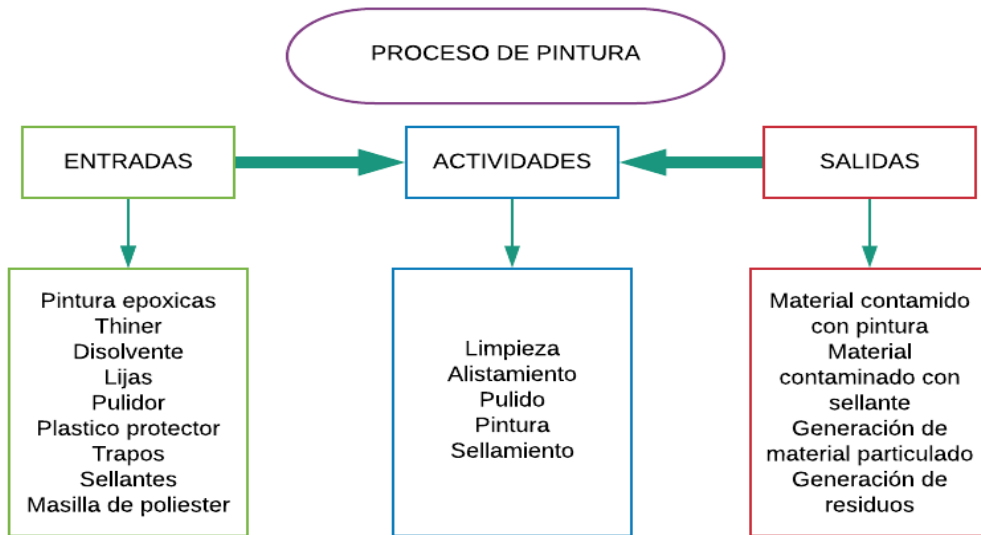 PROCESO DE PINTURA
ENTRADAS
ACTIVIDADES
SALIDAS
Pintura epoxicas
Thiner
Disolvente
Lijas
Pulidor
Plastico protector
Trapos
Sellantes
Masilla de poliester
Limpieza
Alistamiento
Pulido
Pintura
Sellamiento
Material contamido
con pintura
Material
contaminado con
sellante
Generación de
material particulado
Generación de
residuos